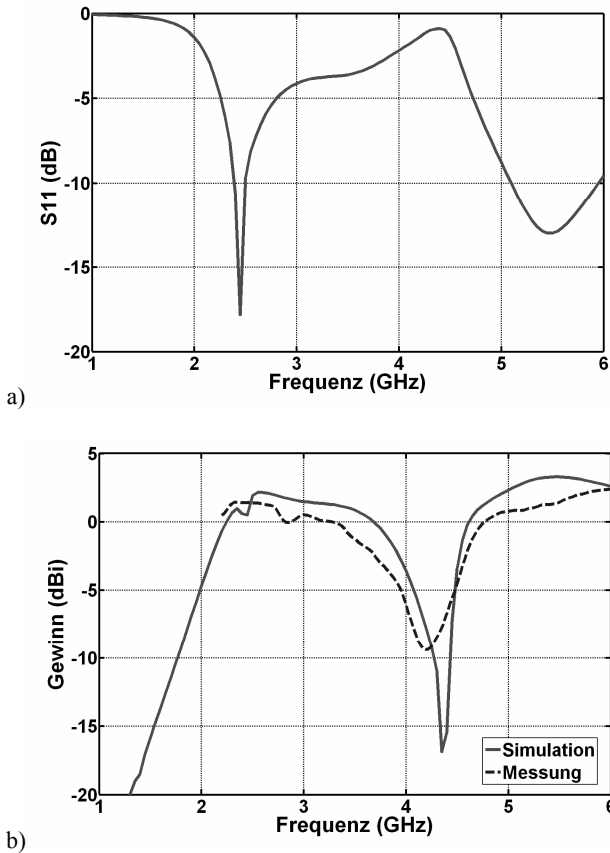 0
-5
-10
-15
-20
S11 (dB)
1 2 3 4 5 6
Frequenz (GHz)
a)
5
0
-5
-10
-15
-20
Gewinn (dBi)
Simulation
Messung
1 2 3 4 5 6
Frequenz (GHz)
b)